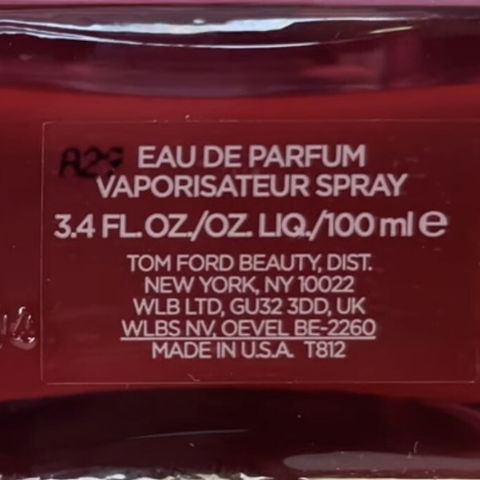 EAU DE PARFUM
VAPORISATEUR SPRAY
3.4 FL.OZ./OZ. LIQ./100 ml e
TOM FORD BEAUTY, DIST.
NEW YORK, NY 10022
WLB LTD, GU32 3DD, UK
WLBS NV, OEVEL BE-2260
MADE IN U.S.A. T812